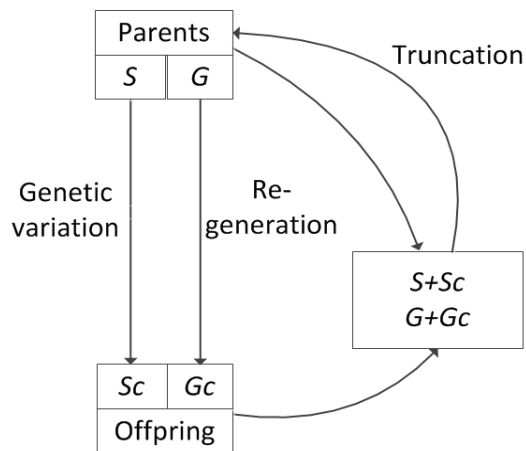 Parents
S
G
Truncation
Genetic
variation
Re-
generation
S+Sc
G+Gc
Sc
Gc
Offpring